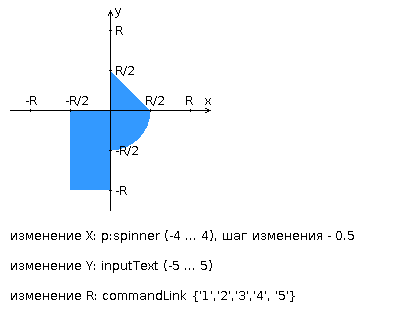 y
R
R/2
-R -R/2 R/2 R x
-R/2
-R
изменение X: p:spinner (-4 ... 4), шаг изменения - 0.5
изменение Y: inputText (-5 ... 5)
изменение R: commandLink {'1','2','3','4', '5'}